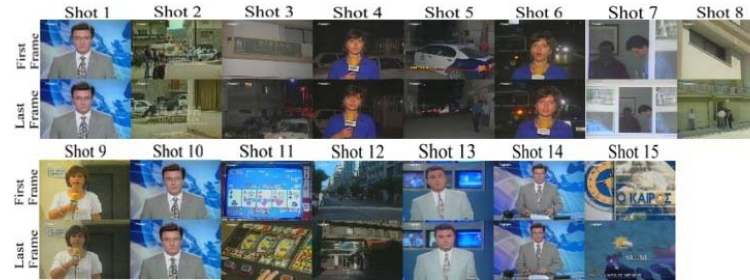 Shot 1 Shot 2 Shot 3 Shot 4 Shot 5 Shot 6 Shot 7 Shot 8
First Frame
Last Frame
Shot 9 Shot 10 Shot 11 Shot 12 Shot 13 Shot 14 Shot 15
First Frame
Ο ΚΑΙΡΟΣ
Last Frame